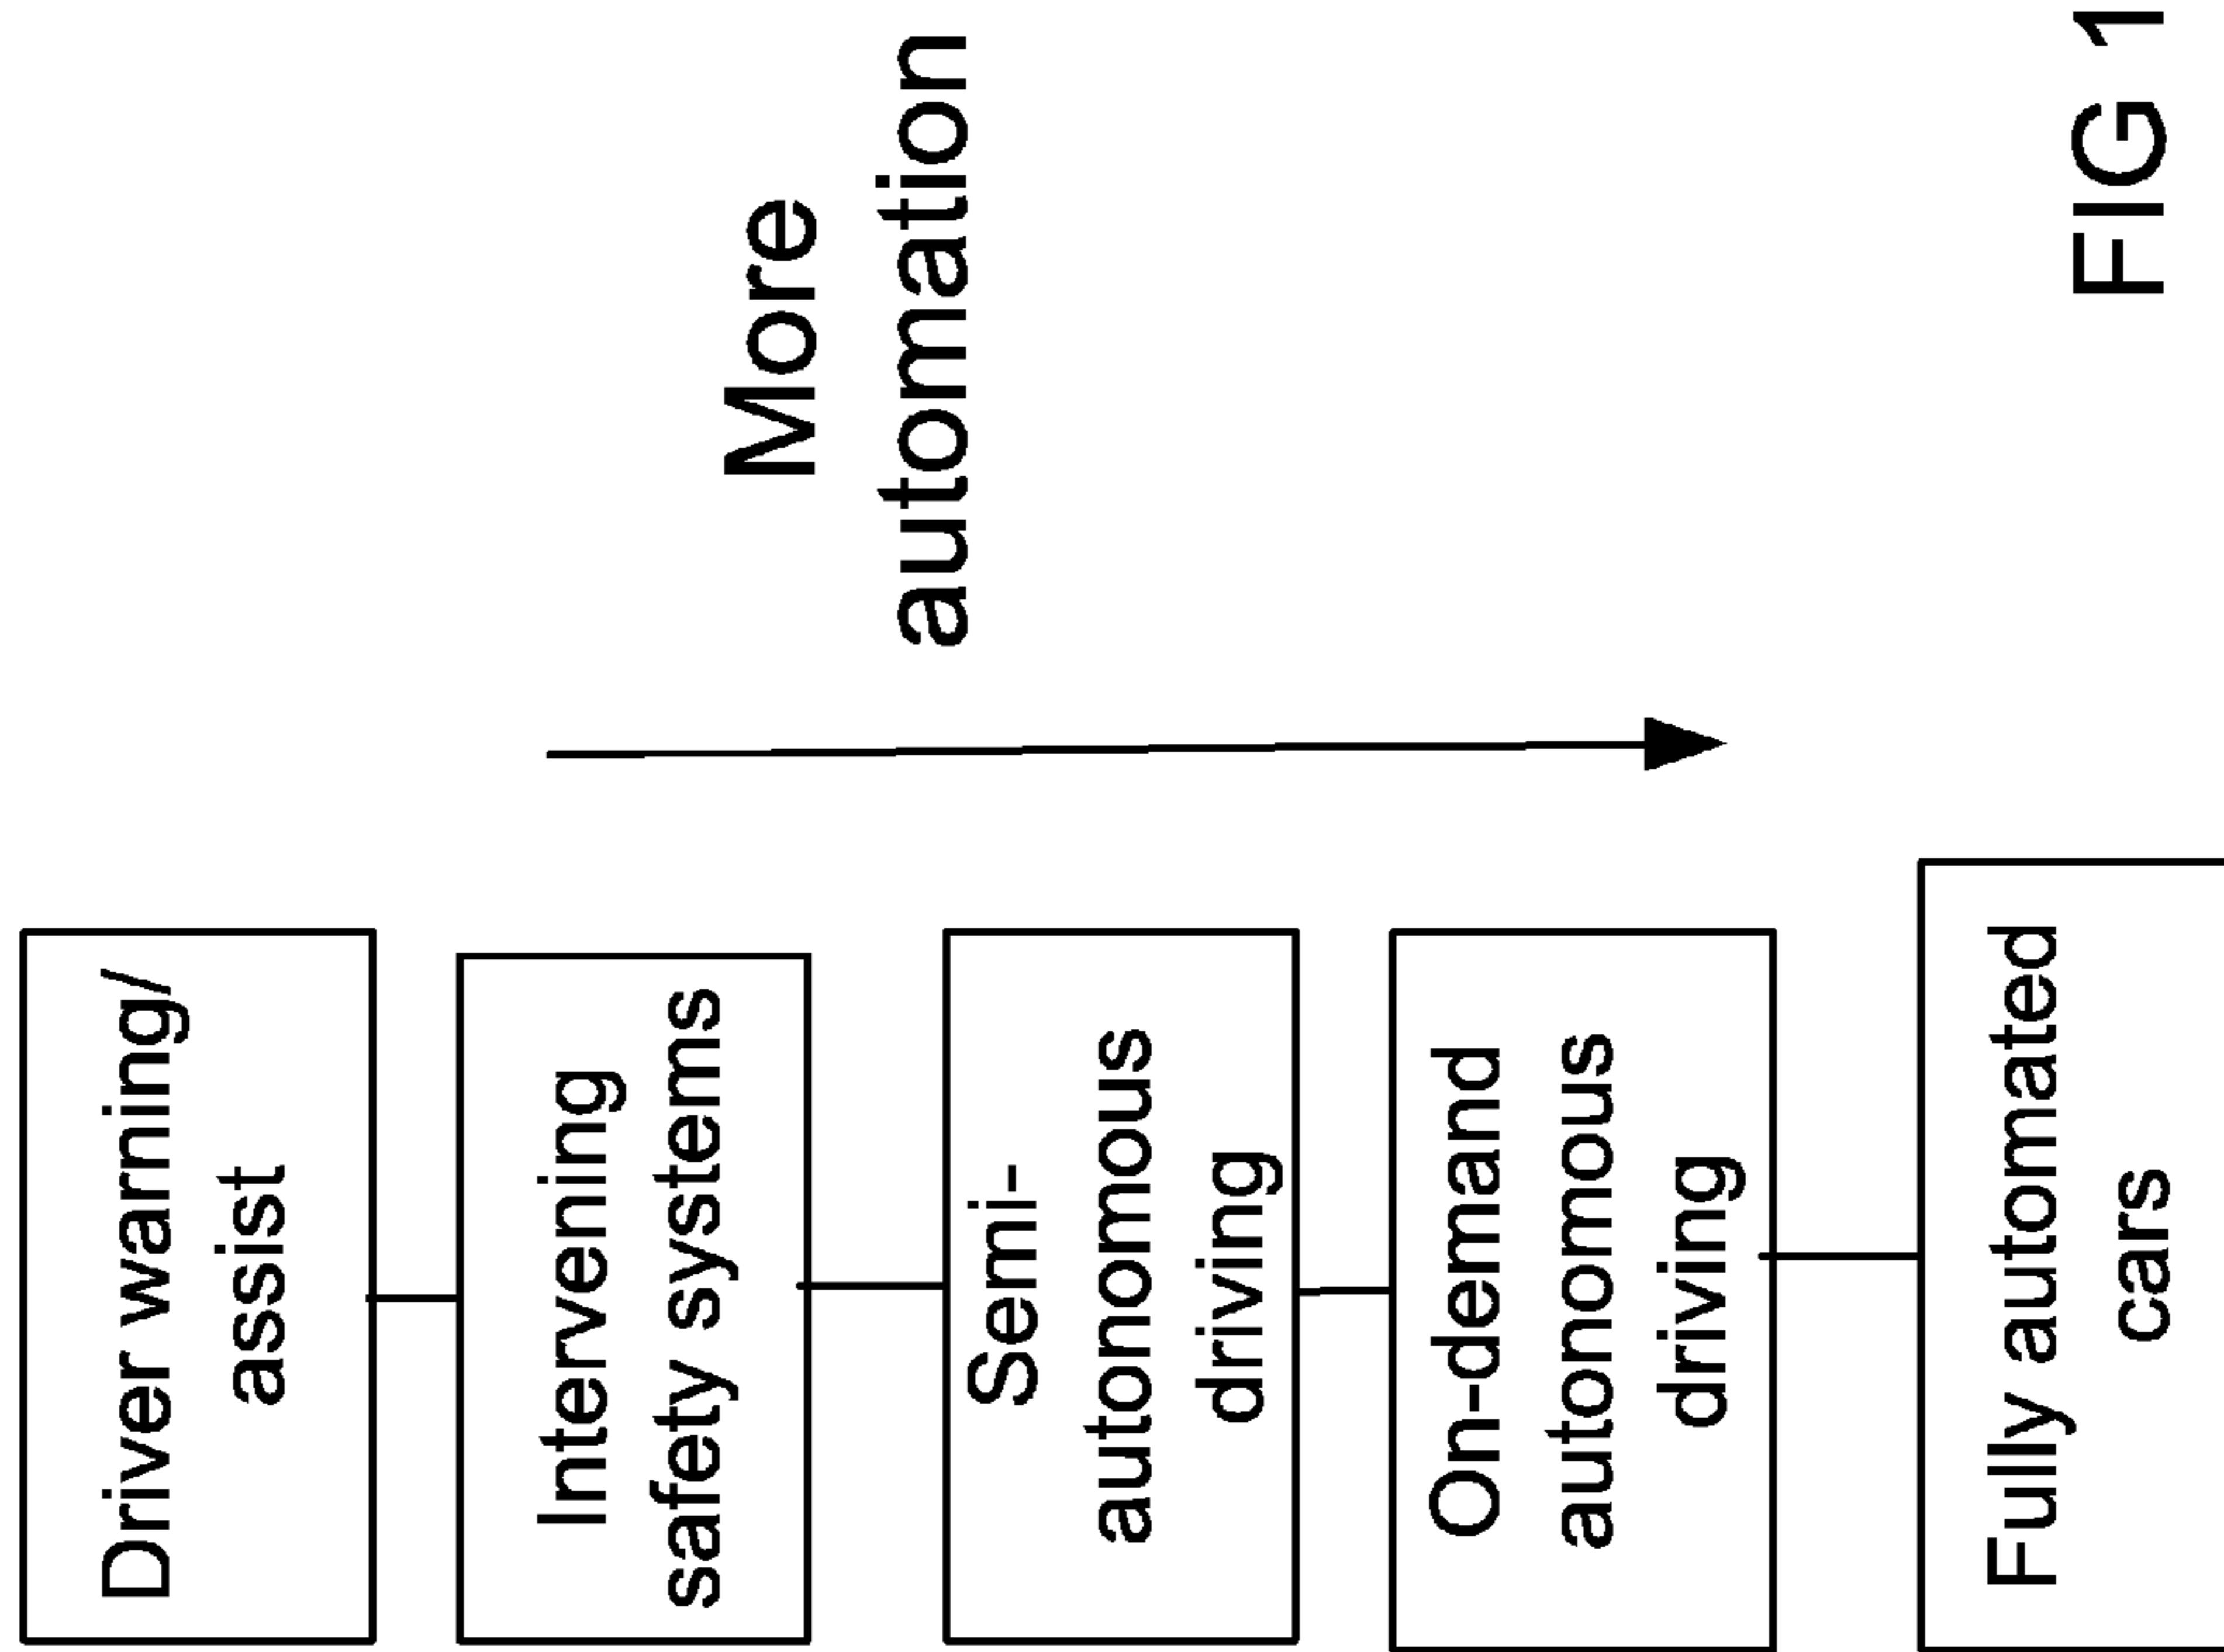 Driver warning/
assist
Intervening
safety systems
Semi-
autonomous
driving
On-demand
autonomous
driving
Fully automated
cars
More
automation
FIG 1